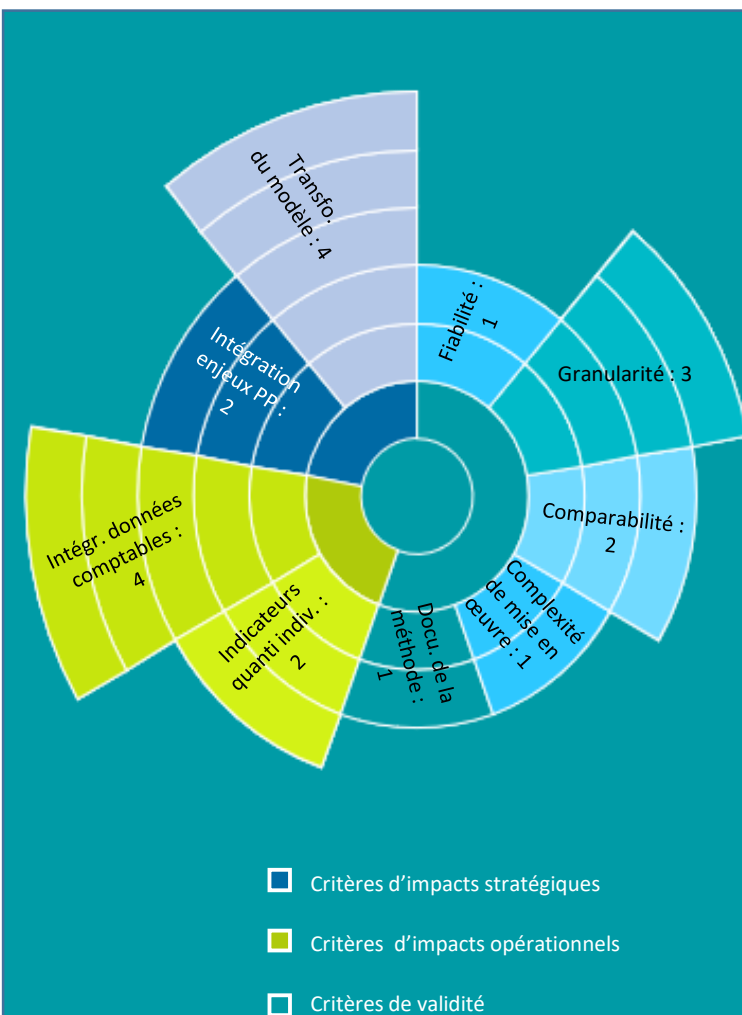 Transfo.
du modèle : 4
Fiabilité :
1
Granularité : 3
Comparabilité :
2
Complexité
de mise en
œuvre : 1
Docu. de la
méthode :
1
Indicateurs
quanti indiv. :
2
Intégr. données
comptables :
4
Intégration
enjeux PP :
2
Critères d’impacts stratégiques
Critères d’impacts opérationnels
Critères de validité